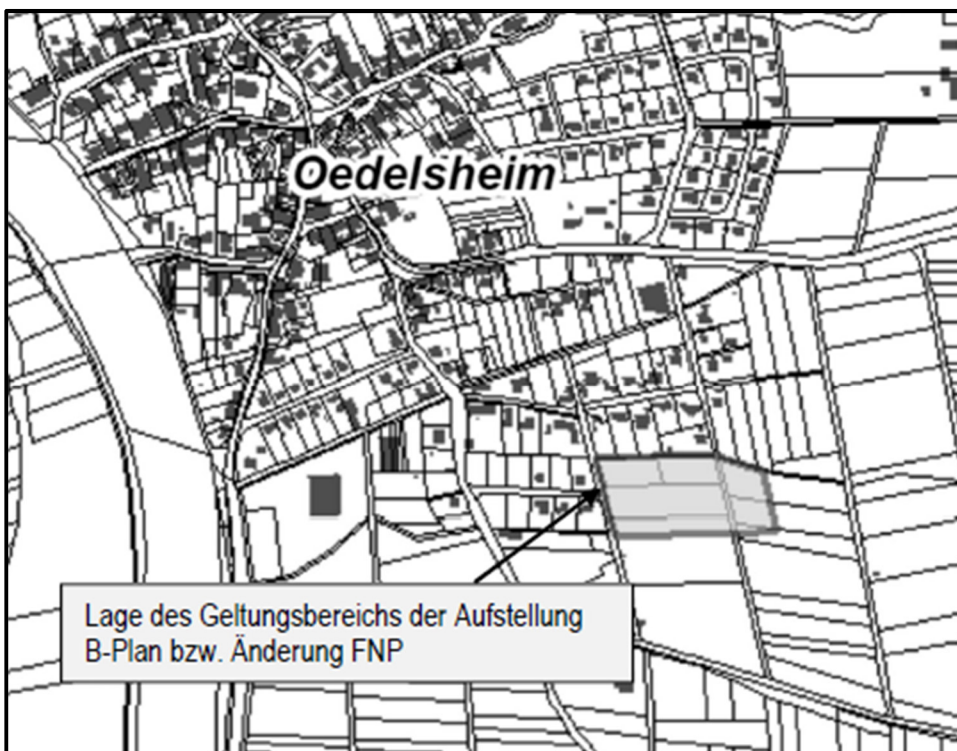 Oedelsheim
Lage des Geltungsbereichs der Aufstellung
B-Plan bzw. Änderung FNP